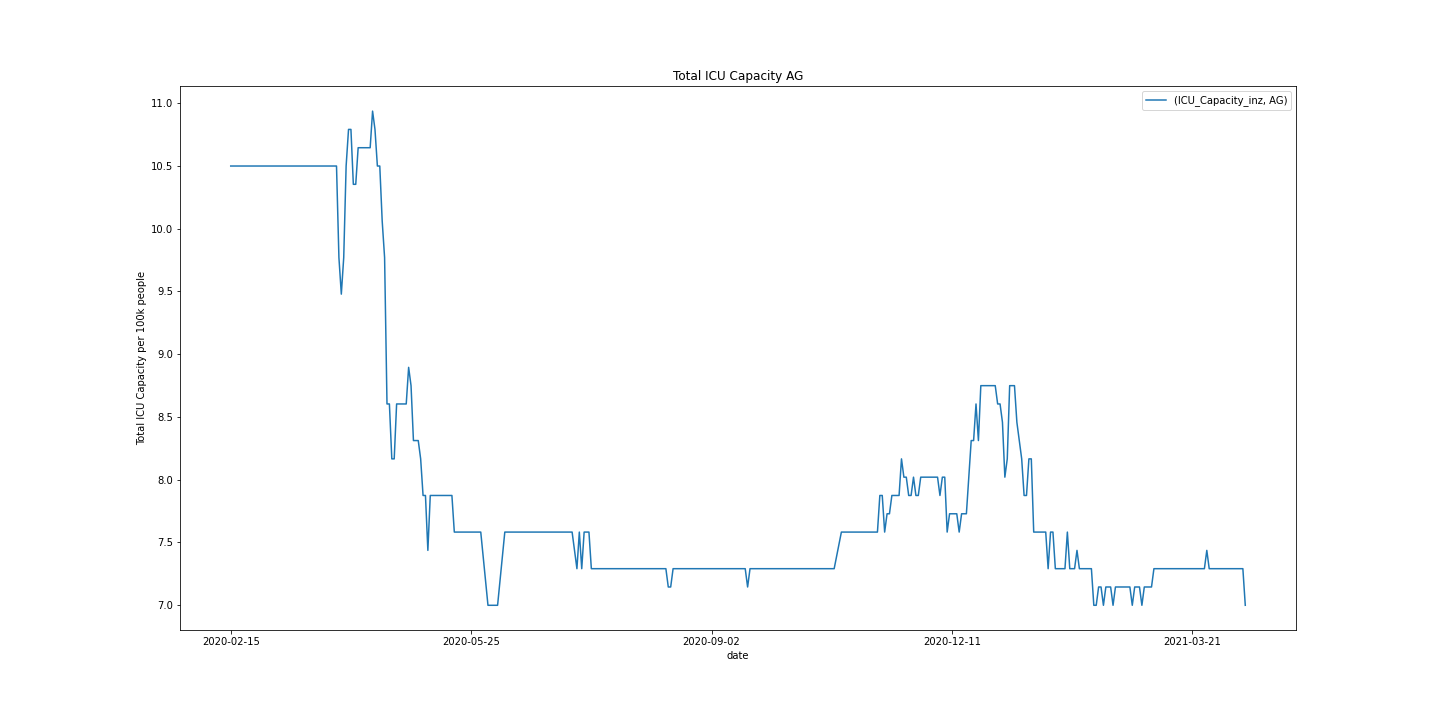 Total ICU Capacity AG
(ICU_Capacity_inz, AG)
Total ICU Capacity per 100k people
11.0
10.5
10.0
9.5
9.0
8.5
8.0
7.5
7.0
2020-02-15 2020-05-25 2020-09-02 2020-12-11 2021-03-21
date